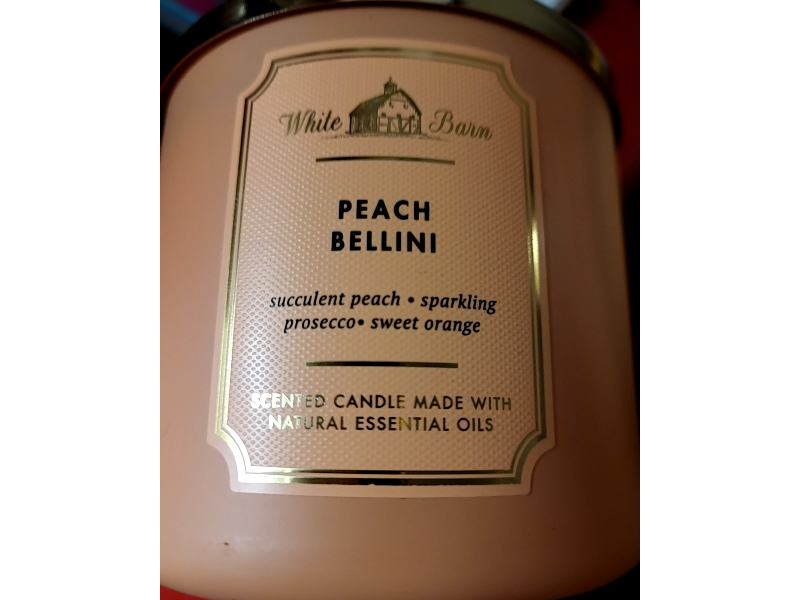 White Barn
PEACH
BELLINI
succulent peach • sparkling
prosecco• sweet orange
SCENTED CANDLE MADE WITH
NATURAL ESSENTIAL OILS